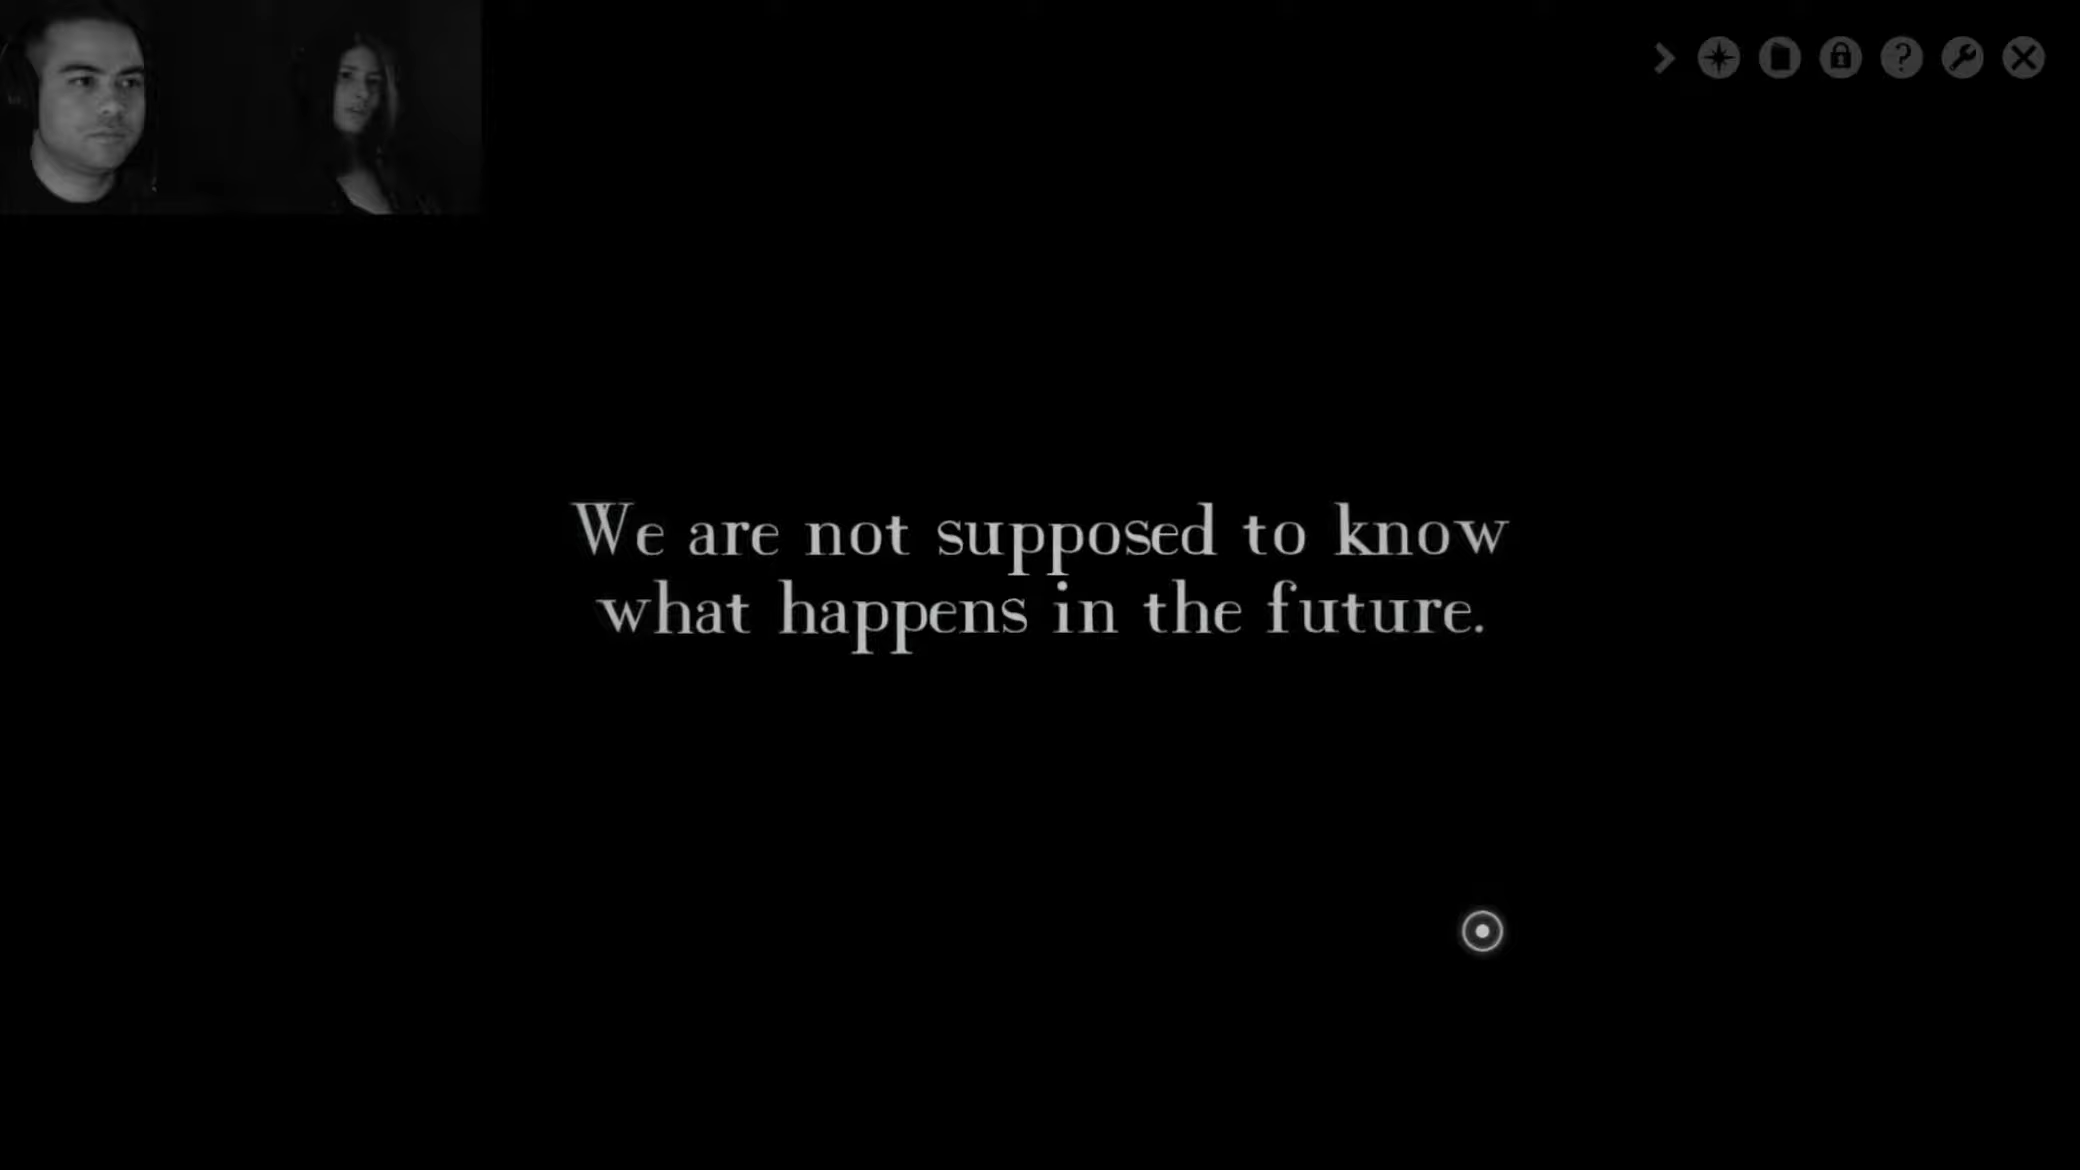 We are not supposed to know
what happens in the future.